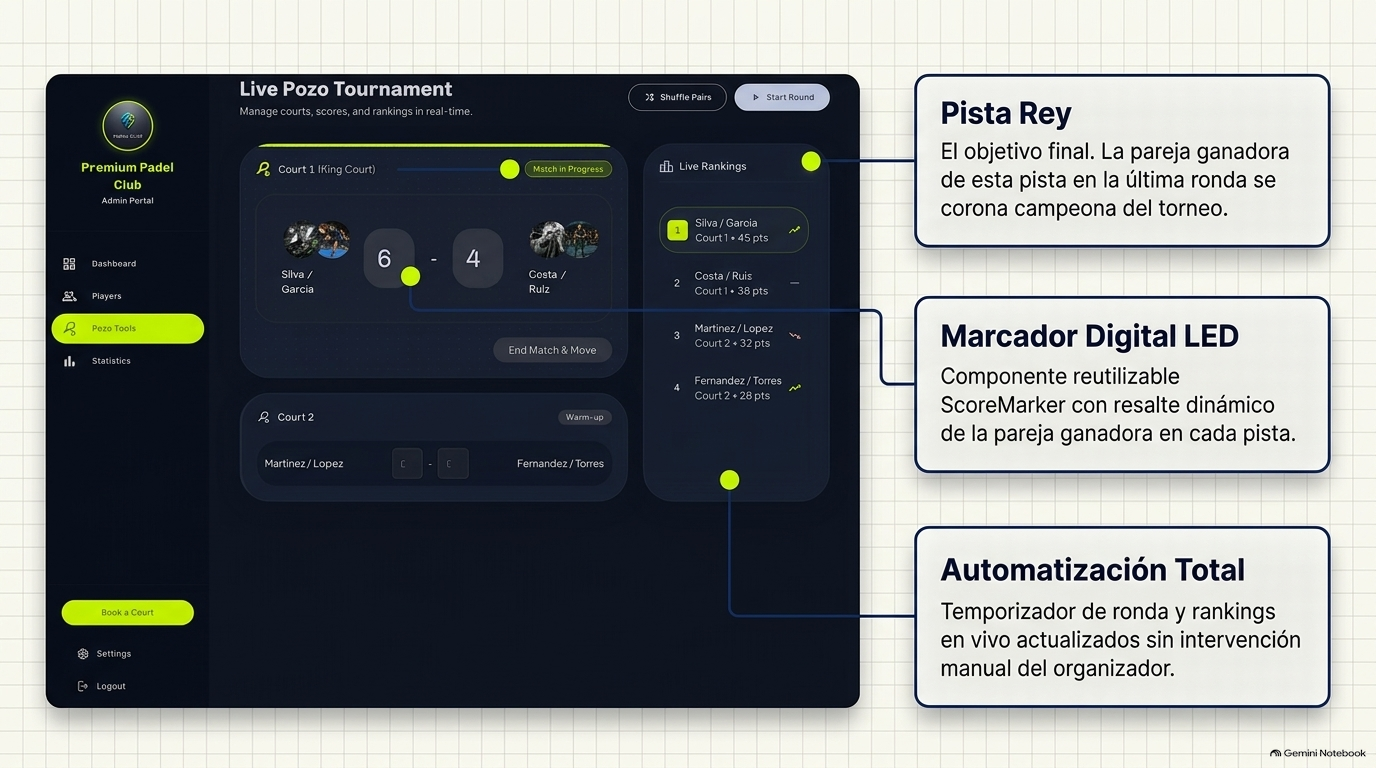 Premium Padel
Club
Admin Portal
Dashboard
Players
Pozo Tools
Statistics
Book a Court
Settings
Logout
Live Pozo Tournament
Manage courts, scores, and rankings in real-time.
Shuffle Pairs
Start Round
Court 1 (King Court)
Match in Progress
Silva /
Garcia
6 - 4
Costa /
Rulz
End Match & Move
Court 2
Warm-up
Martinez / Lopez
-
Fernandez / Torres
Live Rankings
1
Silva / Garoia
Court 1 • 45 pts
2
Costa / Ruis
Court 1 • 38 pts
3
Martinez / Lopez
Court 2 • 32 pts
4
Fernandez / Torres
Court 2 • 28 pts
Pista Rey
El objetivo final. La pareja ganadora
de esta pista en la última ronda se
corona campeona del torneo.
Marcador Digital LED
Componente reutilizable
ScoreMarker con resalte dinámico
de la pareja ganadora en cada pista.
Automatización Total
Temporizador de ronda y rankings
en vivo actualizados sin intervención
manual del organizador.
Gemini Notebook